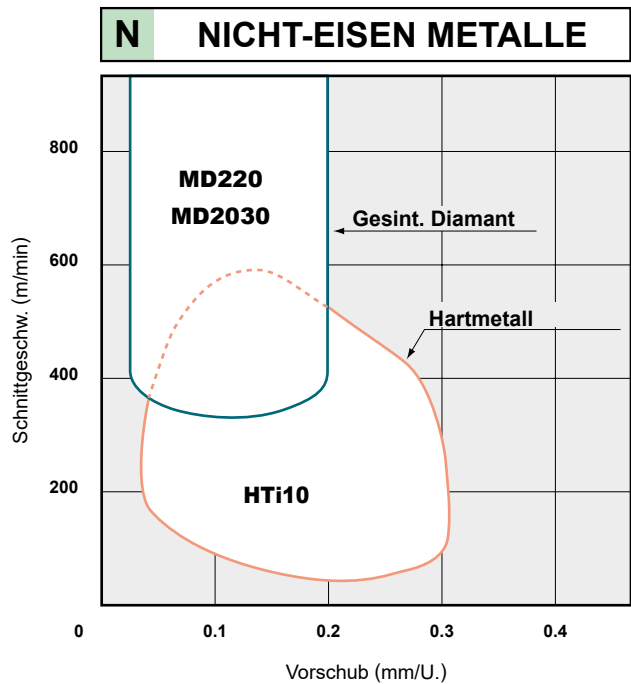 N NICHT-EISEN METALLE
800
MD220
MD2030
Gesint. Diamant
600
Hartmetall
Schnittgeschw. (m/min)
400
HTi10
200
0 0.1 0.2 0.3 0.4
Vorschub (mm/U.)